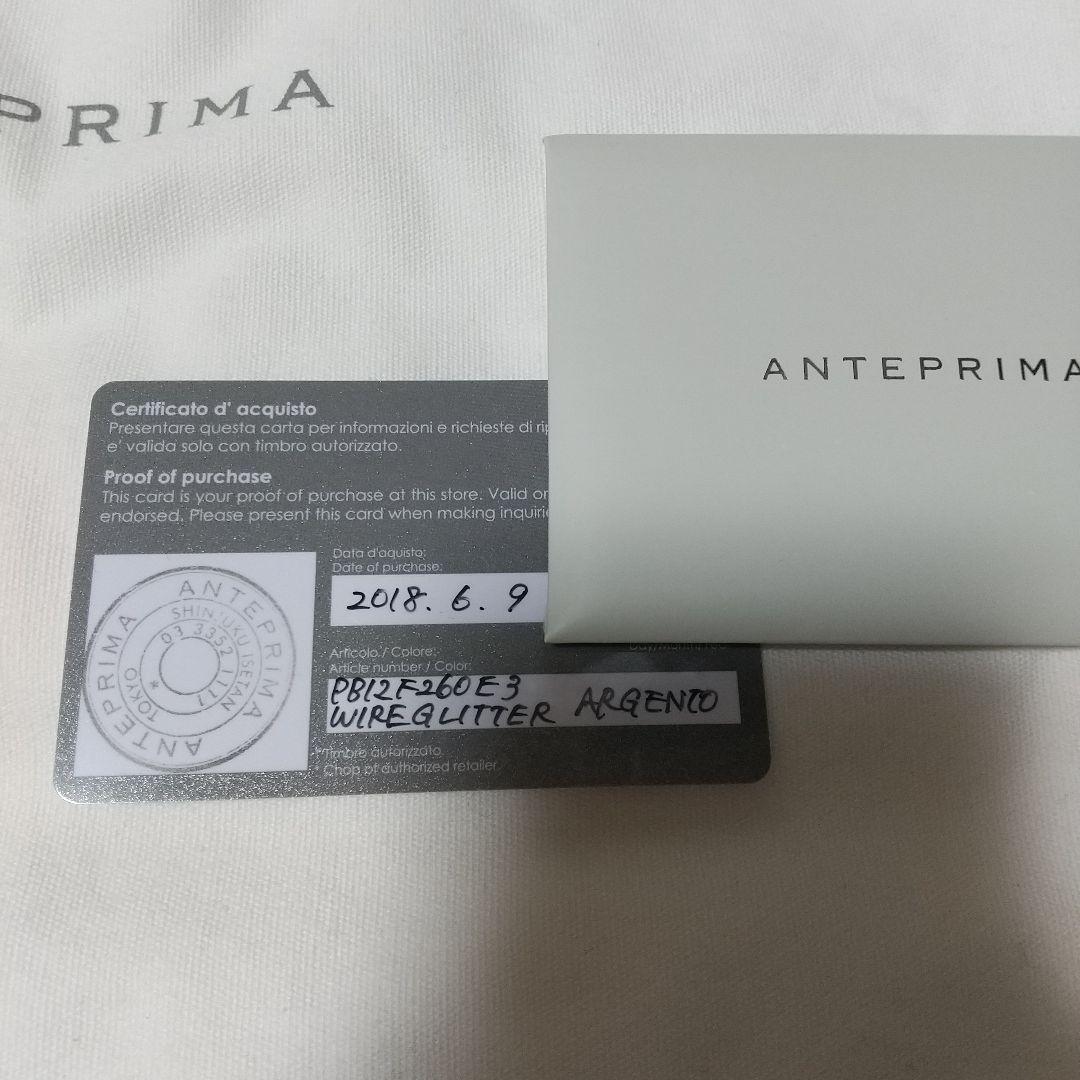 PRIMA
ANTEPRIMA
Certificato d' acquisto
Presentare questa carta per informazioni e richieste di
e' valida solo con timbro autorizzato.
Proof of purchase
This card is your proof of purchase at this store. Valid
endorsed. Please present this card when making
Data d'aquisto:
Date of purchase:
2018. 6. 9
Articolo / Colore:
Article number / Color:
PB12F260E3
WIREGLITTER ARGENTO
*Timbro autorizzato.
* Chop of authorized retailer.
ANTEPRIMA
ANTEPRIMA
ISETAN
TOKYO
03 3352 1111
*